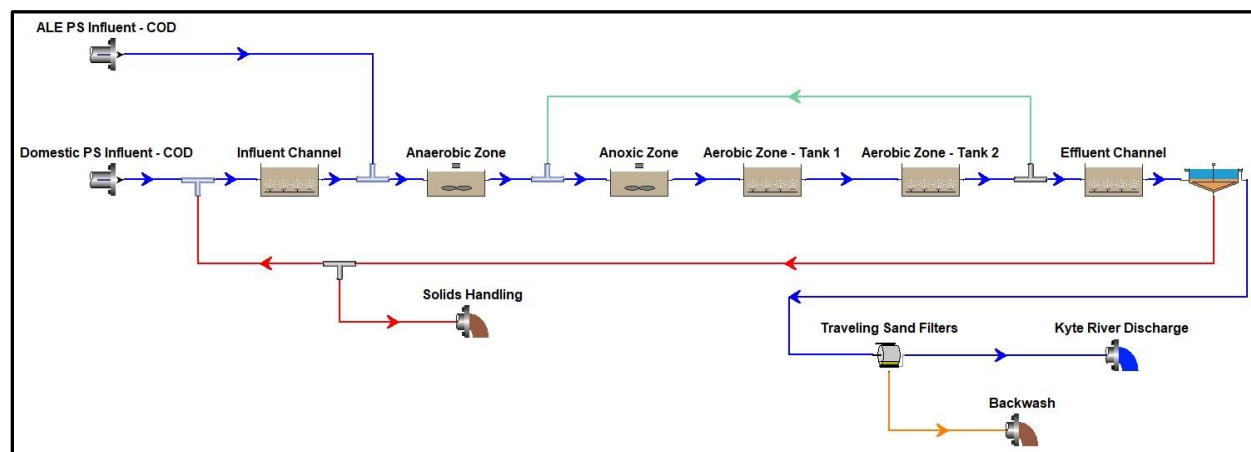 ALE PS Influent - COD
Domestic PS Influent - COD
Influent Channel
Anaerobic Zone
Anoxic Zone
Aerobic Zone - Tank 1
Aerobic Zone - Tank 2
Effluent Channel
Solids Handling
Traveling Sand Filters
Kyte River Discharge
Backwash